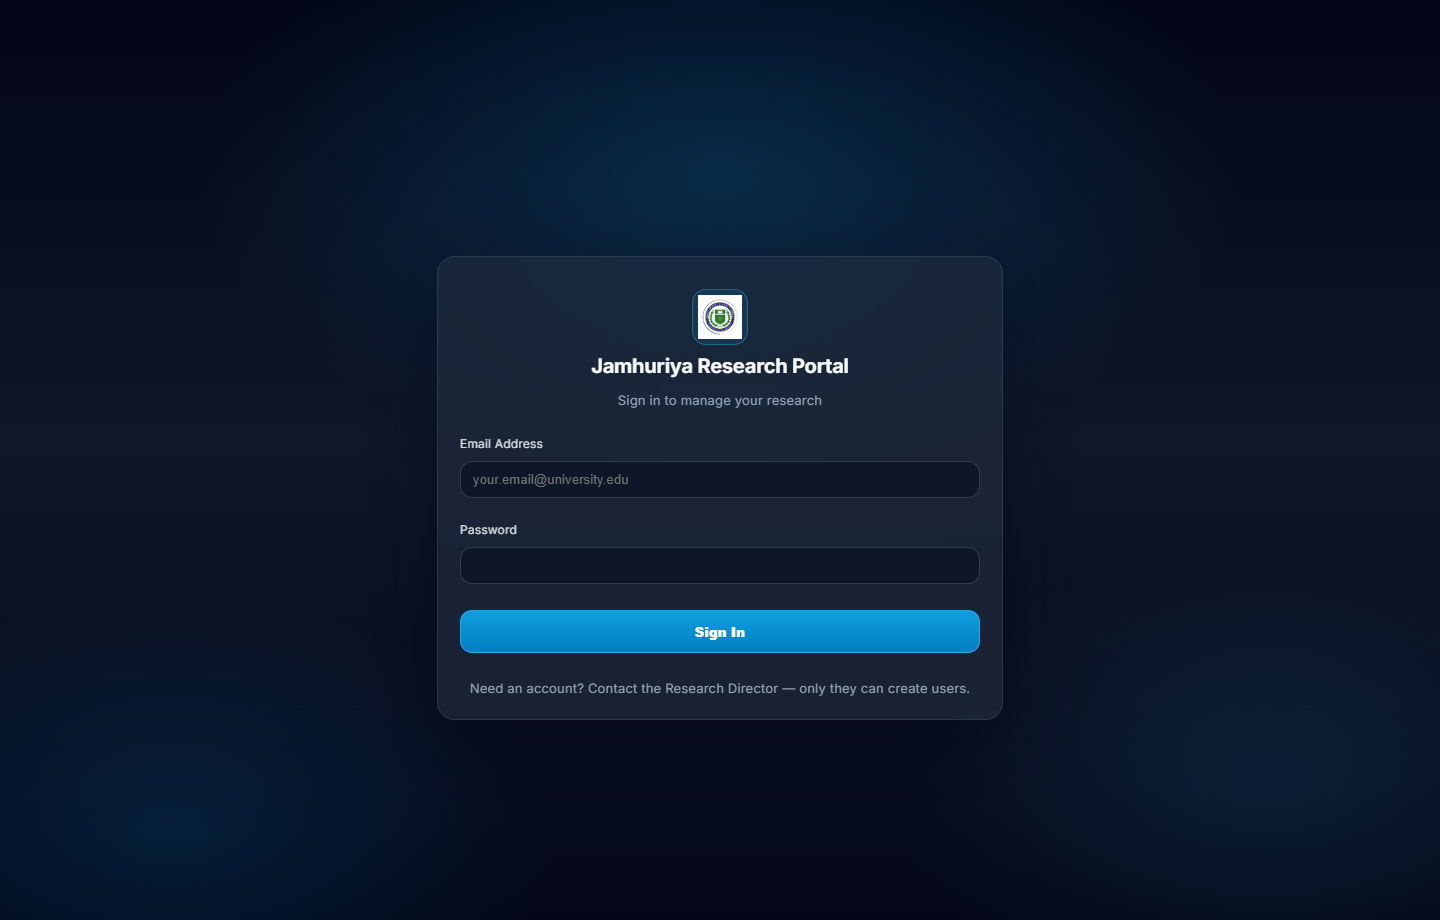 Jamhuriya Research Portal
Sign in to manage your research
Email Address
your.email@university.edu
Password
Sign In
Need an account? Contact the Research Director — only they can create users.